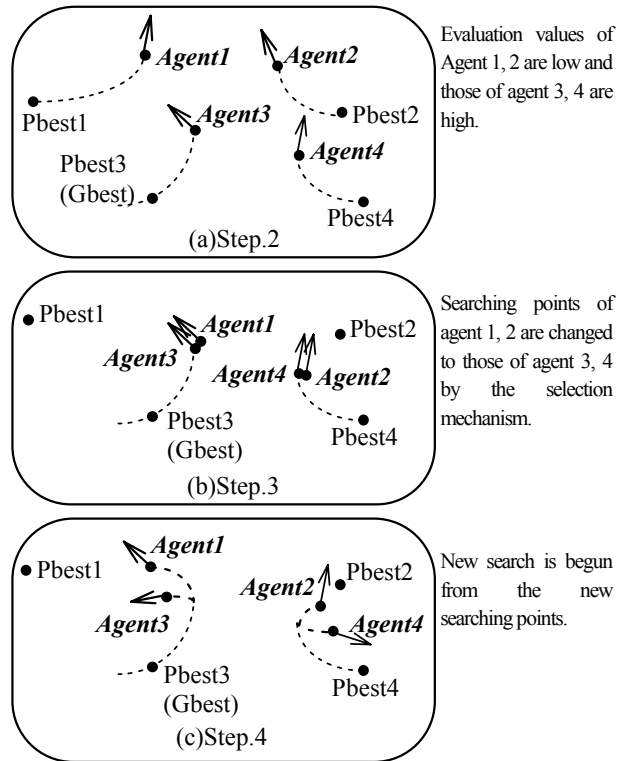 Agent1
Agent2
Pbest1
Agent3
Pbest2
Pbest3
(Gbest)
Agent4
Pbest4
(a)Step.2
Evaluation values of
Agent 1, 2 are low and
those of agent 3, 4 are
high.
Pbest1
Agent1
Pbest2
Agent3
Agent4
Agent2
Pbest3
(Gbest)
Pbest4
(b)Step.3
Searching points of
agent 1, 2 are changed
to those of agent 3, 4
by the selection
mechanism.
Agent1
Pbest1
Pbest2
Agent2
Agent3
Agent4
Pbest3
(Gbest)
Pbest4
(c)Step.4
New search is begun
from the new
searching points.